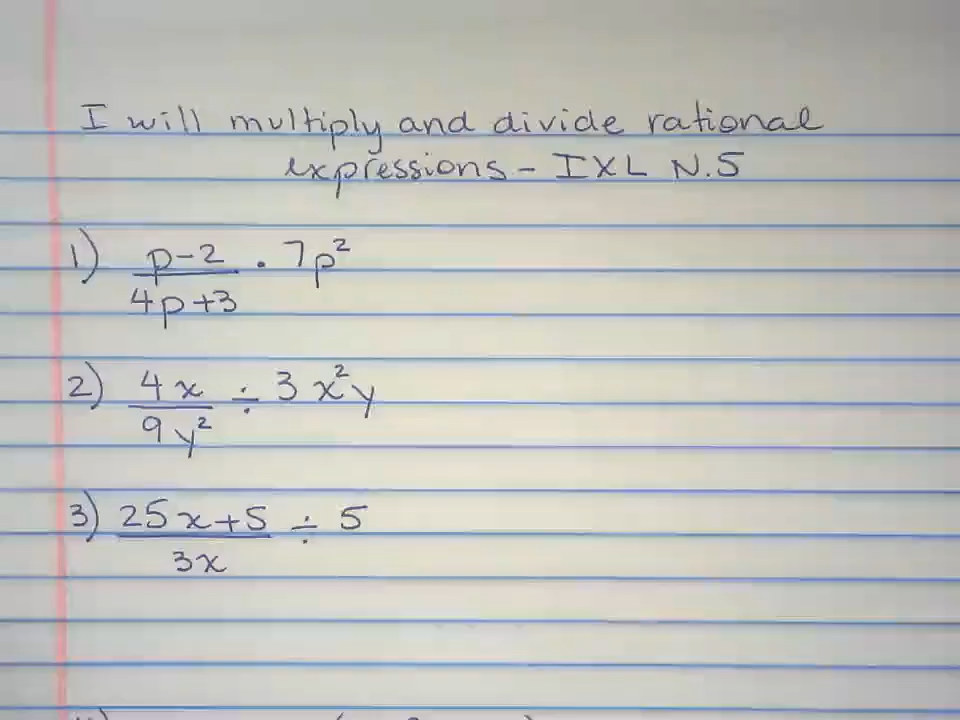 I will multiply and divide rational
expressions - IXL N.5
1) p-2 / 4p+3 · 7p²
2) 4x / 9y² ÷ 3x²y
3) 25x+5 / 3x ÷ 5